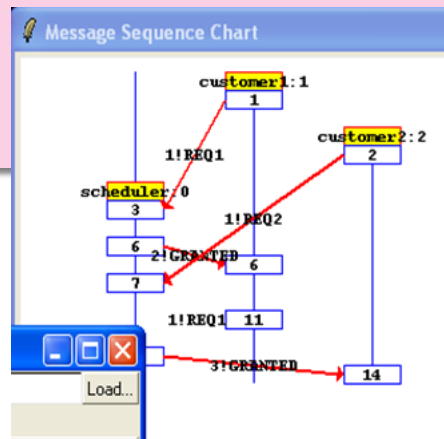 Message Sequence Chart
customer1:1
1
customer2:2
1!REQ1
2
scheduler:0
3
1!REQ2
6
2!GRANTED
6
7
1!REQ1
11
Load...
3!GRANTED
14